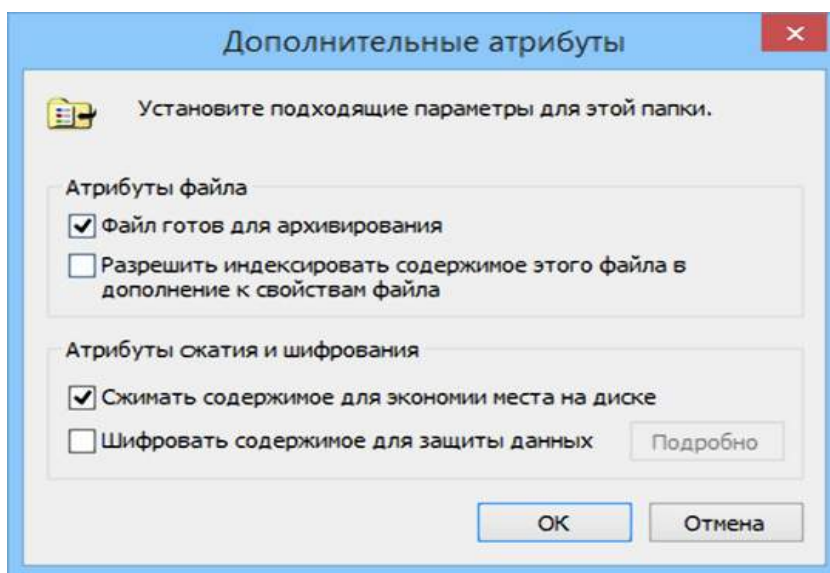 Дополнительные атрибуты
Установите подходящие параметры для этой папки.
Атрибуты файла
Файл готов для архивирования
Разрешить индексировать содержимое этого файла в
дополнение к свойствам файла
Атрибуты сжатия и шифрования
Сжимать содержимое для экономии места на диске
Шифровать содержимое для защиты данных
Подробно
ОК
Отмена